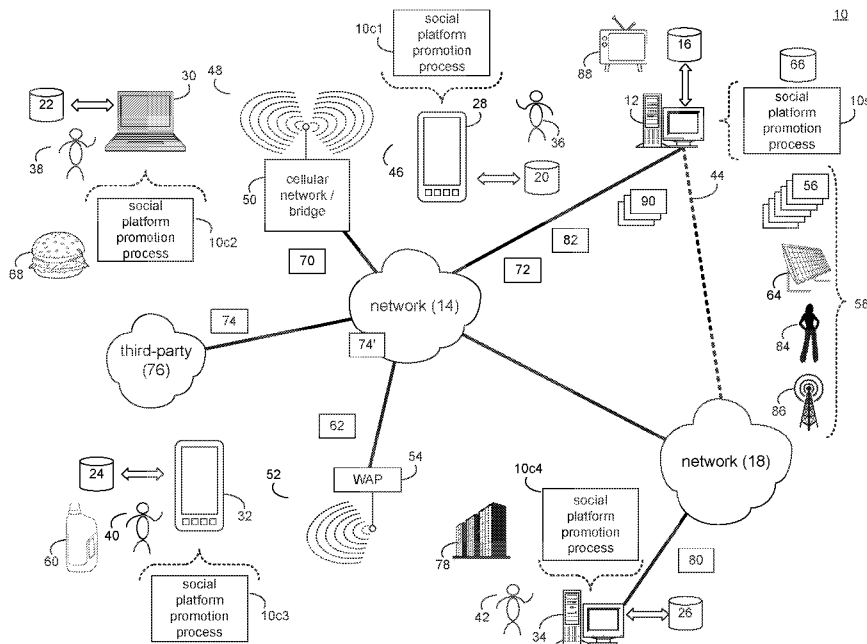 10
10c1
social
platform
promotion
process
16
66
88
30
48
22
28
12
social
platform
promotion
process
10s
36
38
50
cellular
network /
bridge
46
20
44
90
56
social
platform
promotion
process
10c2
82
68
70
72
64
58
network (14)
74
84
third-party
(76)
74'
86
62
24
52
54
WAP
10c4
network (18)
social
platform
promotion
process
32
40
60
78
80
social
platform
promotion
process
10c3
42
34
26